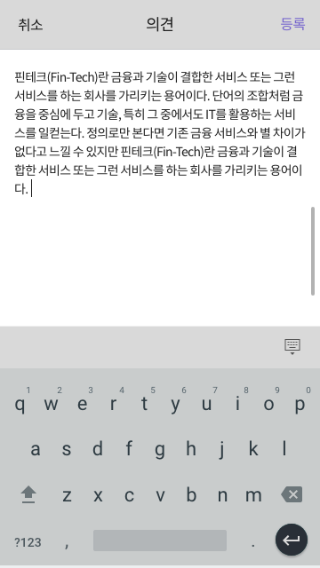 취소 의견 등록
핀테크(Fin-Tech)란 금융과 기술이 결합한 서비스 또는 그런
서비스를 하는 회사를 가리키는 용어이다. 단어의 조합처럼 금
융을 중심에 두고 기술, 특히 그 중에서도 IT를 활용하는 서비
스를 일컫는다. 정의로만 본다면 기존 금융 서비스와 별 차이가
없다고 느낄 수 있지만 핀테크(Fin-Tech)란 금융과 기술이 결
합한 서비스 또는 그런 서비스를 하는 회사를 가리키는 용어이
다.
1 2 3 4 5 6 7 8 9 0
q w e r t y u i o p
a s d f g h j k l
z x c v b n m
?123 , .